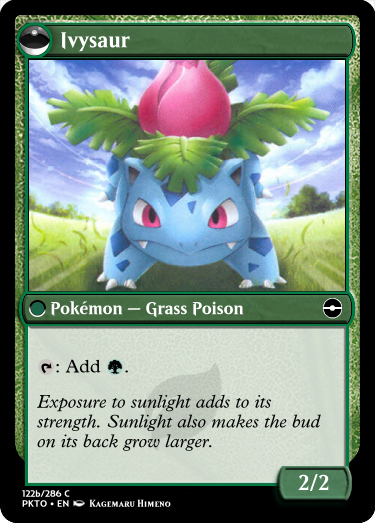 Ivysaur
Pokémon — Grass Poison
: Add .
Exposure to sunlight adds to its
strength. Sunlight also makes the bud
on its back grow larger.
2/2
122b/286 C
PKTO • EN Kagemaru Himeno